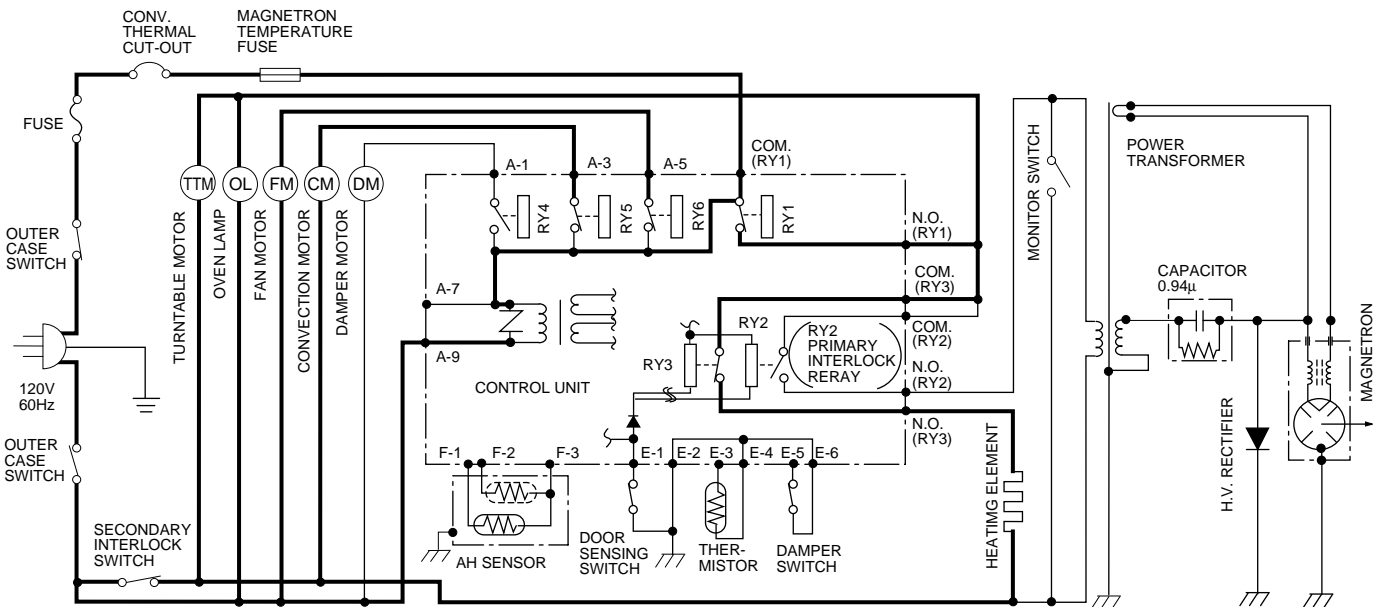 CONV.
THERMAL
CUT-OUT
MAGNETRON
TEMPERATURE
FUSE
FUSE
OUTER
CASE
SWITCH
120V
60Hz
OUTER
CASE
SWITCH
SECONDARY
INTERLOCK
SWITCH
TTM
OL
FM
CM
DM
TURNTABLE MOTOR
OVEN LAMP
FAN MOTOR
CONVECTION MOTOR
DAMPER MOTOR
A-1
A-3
A-5
COM.
(RY1)
RY4
RY5
RY6
RY1
N.O.
(RY1)
COM.
(RY3)
COM.
(RY2)
N.O.
(RY2)
N.O.
(RY3)
A-7
A-9
CONTROL UNIT
RY3
RY2
RY2
PRIMARY
INTERLOCK
RERAY
F-1
F-2
F-3
E-1
E-2
E-3
E-4
E-5
E-6
AH SENSOR
DOOR
SENSING
SWITCH
THER-
MISTOR
DAMPER
SWITCH
HEATIMG ELEMENT
MONITOR SWITCH
POWER
TRANSFORMER
CAPACITOR
0.94µ
H.V. RECTIFIER
MAGNETRON